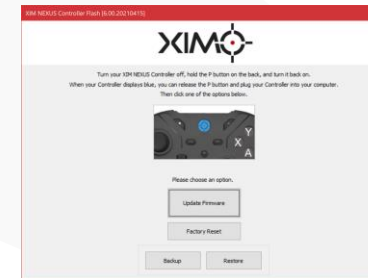 XIM NEXUS Controller Flash [6.00.20210415]
XIM
Turn your XIM NEXUS Controller off, hold the P button on the back, and turn it back on.
When your Controller displays blue, you can release the P button and plug your Controller into your computer.
Then click one of the options below.
Y
X
A
Please choose an option.
Update Firmware
Factory Reset
Backup
Restore